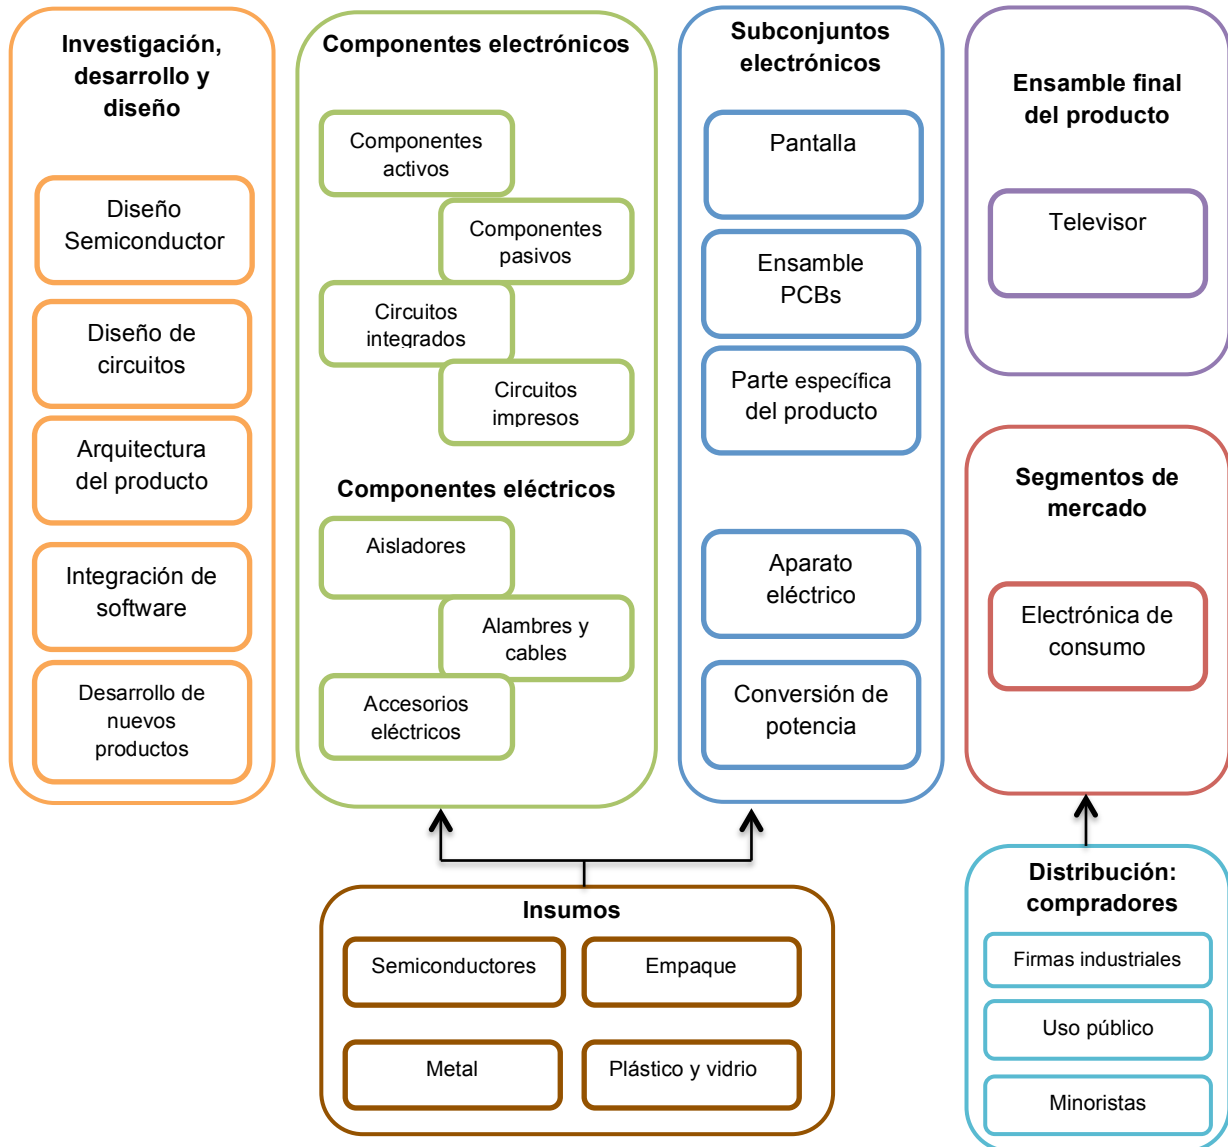 Investigación,
desarrollo y
diseño
Diseño
Semiconductor
Diseño de
circuitos
Arquitectura
del producto
Integración de
software
Desarrollo de
nuevos
productos
Componentes electrónicos
Componentes
activos
Componentes
pasivos
Circuitos
integrados
Circuitos
impresos
Componentes eléctricos
Aisladores
Alambres y
cables
Accesorios
eléctricos
Subconjuntos
electrónicos
Pantalla
Ensamble
PCBs
Parte específica
del producto
Aparato
eléctrico
Conversión de
potencia
Ensamble final
del producto
Televisor
Segmentos de
mercado
Electrónica de
consumo
Insumos
Semiconductores
Empaque
Metal
Plástico y vidrio
Distribución:
compradores
Firmas industriales
Uso público
Minoristas